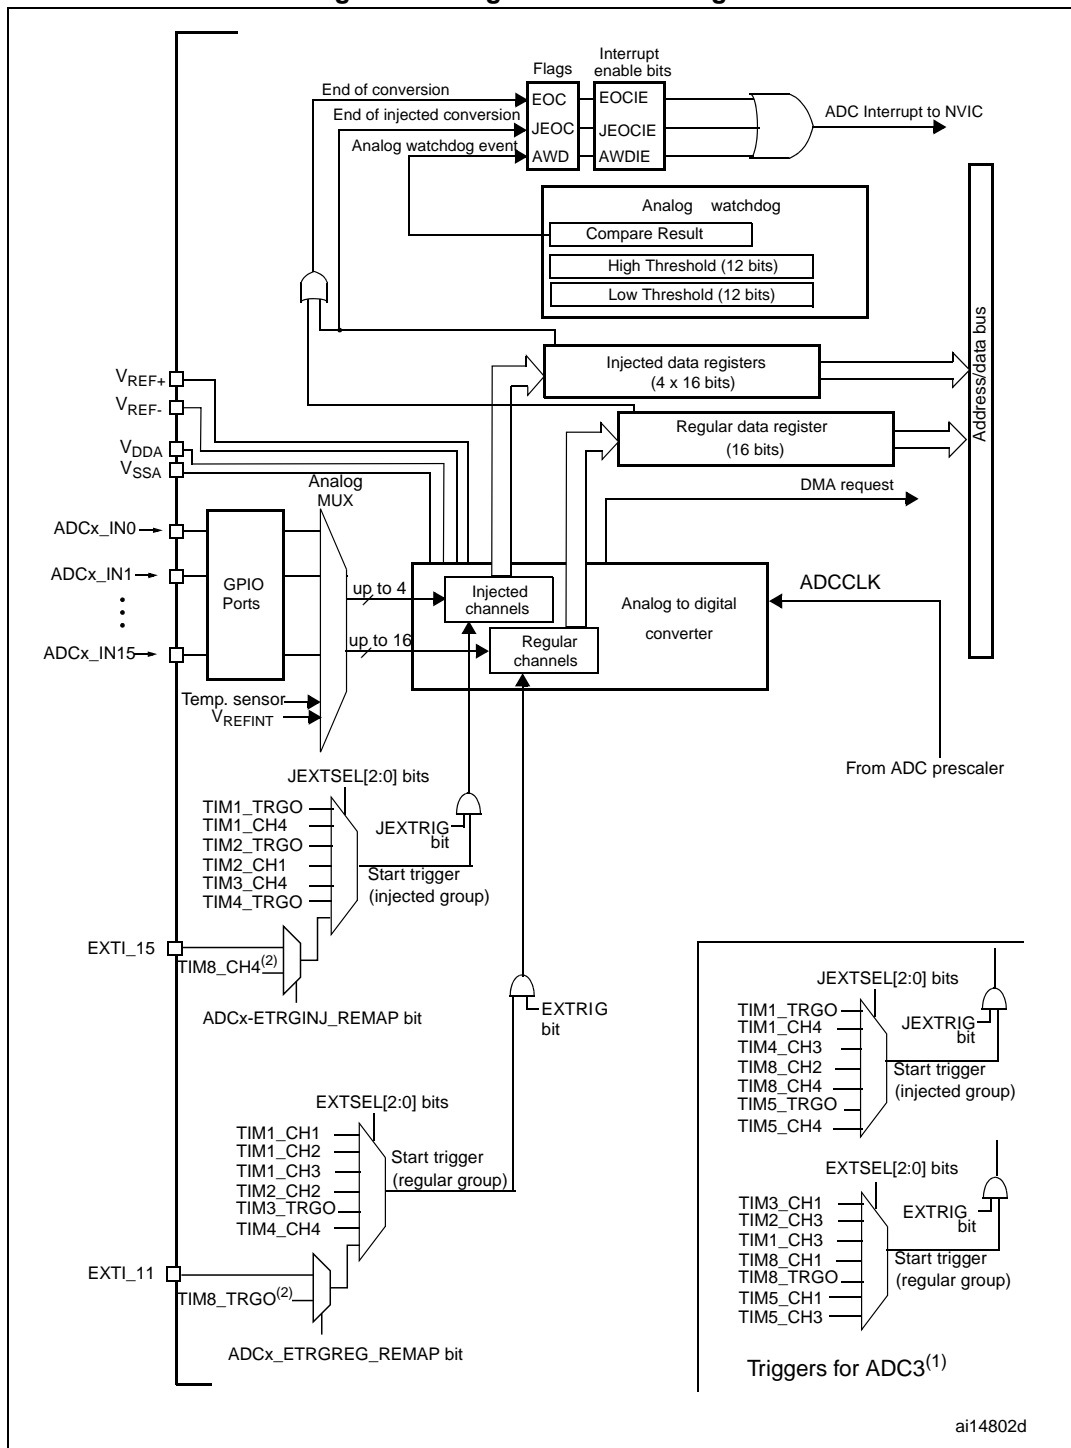 Flags
Interrupt
enable bits
End of conversion
EOC
EOCIE
End of injected conversion
JEOC
JEOCIE
ADC Interrupt to NVIC
Analog watchdog event
AWD
AWDIE
Analog watchdog
Compare Result
High Threshold (12 bits)
Low Threshold (12 bits)
Address/data bus
Injected data registers
(4 x 16 bits)
VREF+
VREF-
VDDA
VSSA
Regular data register
(16 bits)
DMA request
Analog
MUX
ADCx_IN0
ADCx_IN1
ADCx_IN15
GPIO
Ports
up to 4
up to 16
Injected
channels
Regular
channels
Analog to digital
converter
ADCCLK
Temp. sensor
VREFINT
From ADC prescaler
JEXTSEL[2:0] bits
TIM1_TRGO
TIM1_CH4
TIM2_TRGO
TIM2_CH1
TIM3_CH4
TIM4_TRGO
JEXTRIG
bit
Start trigger
(injected group)
EXTI_15
TIM8_CH4(2)
ADCx-ETRGINJ_REMAP bit
EXTRIG
bit
EXTSEL[2:0] bits
TIM1_CH1
TIM1_CH2
TIM1_CH3
TIM2_CH2
TIM3_TRGO
TIM4_CH4
Start trigger
(regular group)
EXTI_11
TIM8_TRGO(2)
ADCx_ETRGREG_REMAP bit
JEXTSEL[2:0] bits
TIM1_TRGO
TIM1_CH4
TIM4_CH3
TIM8_CH2
TIM8_CH4
TIM5_TRGO
TIM5_CH4
JEXTRIG
bit
Start trigger
(injected group)
EXTSEL[2:0] bits
TIM3_CH1
TIM2_CH3
TIM1_CH3
TIM8_CH1
TIM8_TRGO
TIM5_CH1
TIM5_CH3
EXTRIG
bit
Start trigger
(regular group)
Triggers for ADC3(1)
ai14802d